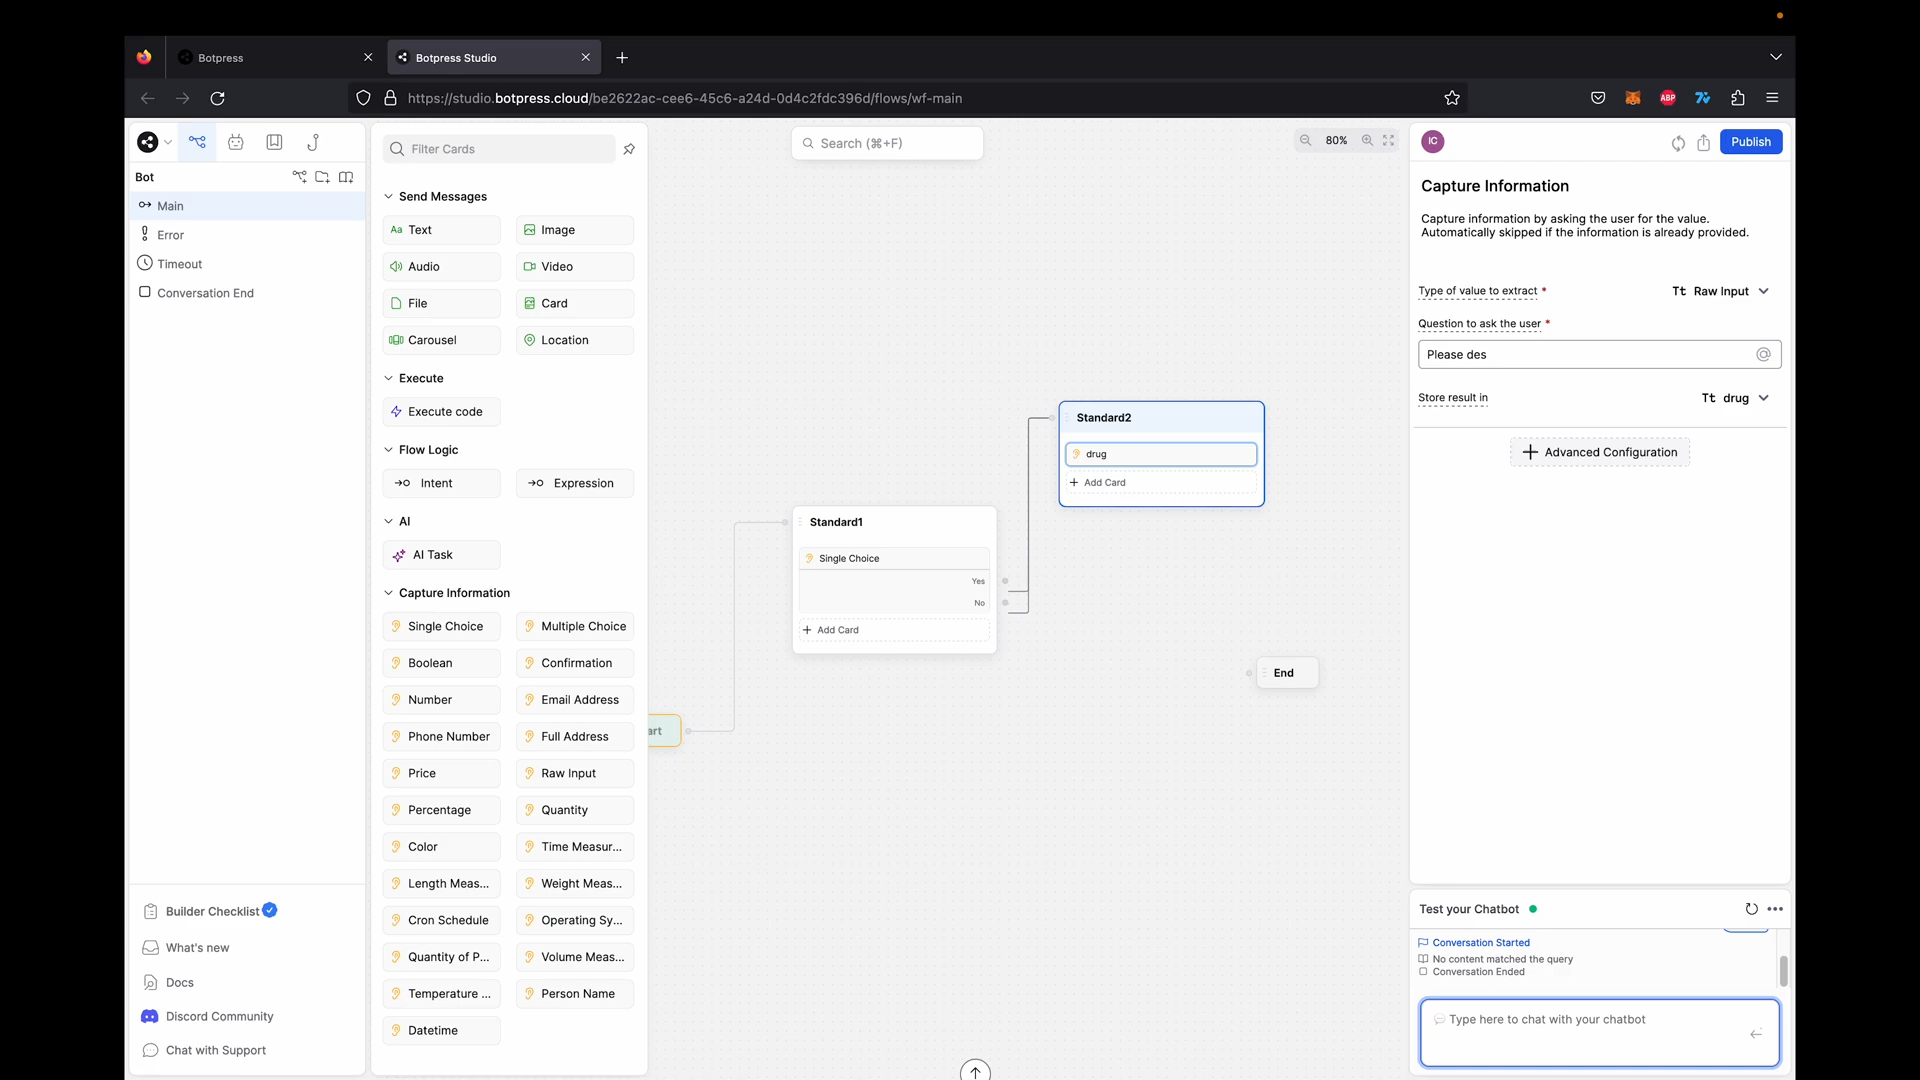 Botpress
Botpress Studio
https://studio.botpress.cloud/be2622ac-cee6-45c6-a24d-0d4c2fdc396d/flows/wf-main
ABP
Bot
Main
Error
Timeout
Conversation End
Builder Checklist
What's new
Docs
Discord Community
Chat with Support
Filter Cards
Send Messages
Aa Text
Image
Audio
Video
File
Card
Carousel
Location
Execute
Execute code
Flow Logic
Intent
Expression
AI
AI Task
Capture Information
Single Choice
Multiple Choice
Boolean
Confirmation
Number
Email Address
Phone Number
Full Address
Price
Raw Input
Percentage
Quantity
Color
Time Measur...
Length Meas...
Weight Meas...
Cron Schedule
Operating Sy...
Quantity of P...
Volume Meas...
Temperature ...
Person Name
Datetime
Search (⌘+F)
80%
art
Standard1
Single Choice
Yes
No
+ Add Card
Standard2
drug
+ Add Card
End
IC
Publish
Capture Information
Capture information by asking the user for the value.
Automatically skipped if the information is already provided.
Type of value to extract *
Tt Raw Input
Question to ask the user *
Please des
@
Store result in
Tt drug
+ Advanced Configuration
Test your Chatbot
Conversation Started
No content matched the query
Conversation Ended
Type here to chat with your chatbot